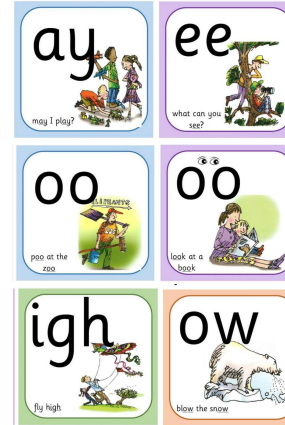 ay
may I play?
ee
what can you
see?
oo
ELEPHANTS
poo at the
zoo
oo
look at a
book
igh
fly high
ow
blow the snow